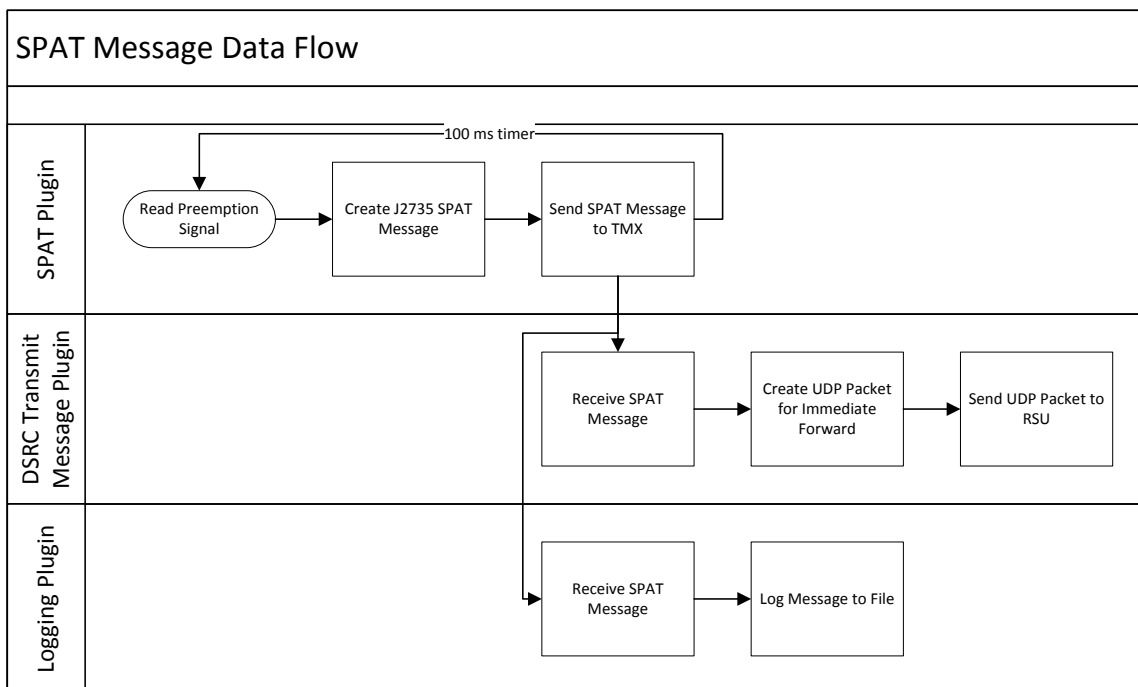 SPAT Message Data Flow
SPAT Plugin
100 ms timer
Read Preemption
Signal
Create J2735 SPAT
Message
Send SPAT Message
to TMX
DSRC Transmit
Message Plugin
Receive SPAT
Message
Create UDP Packet
for Immediate
Forward
Send UDP Packet to
RSU
Logging Plugin
Receive SPAT
Message
Log Message to File